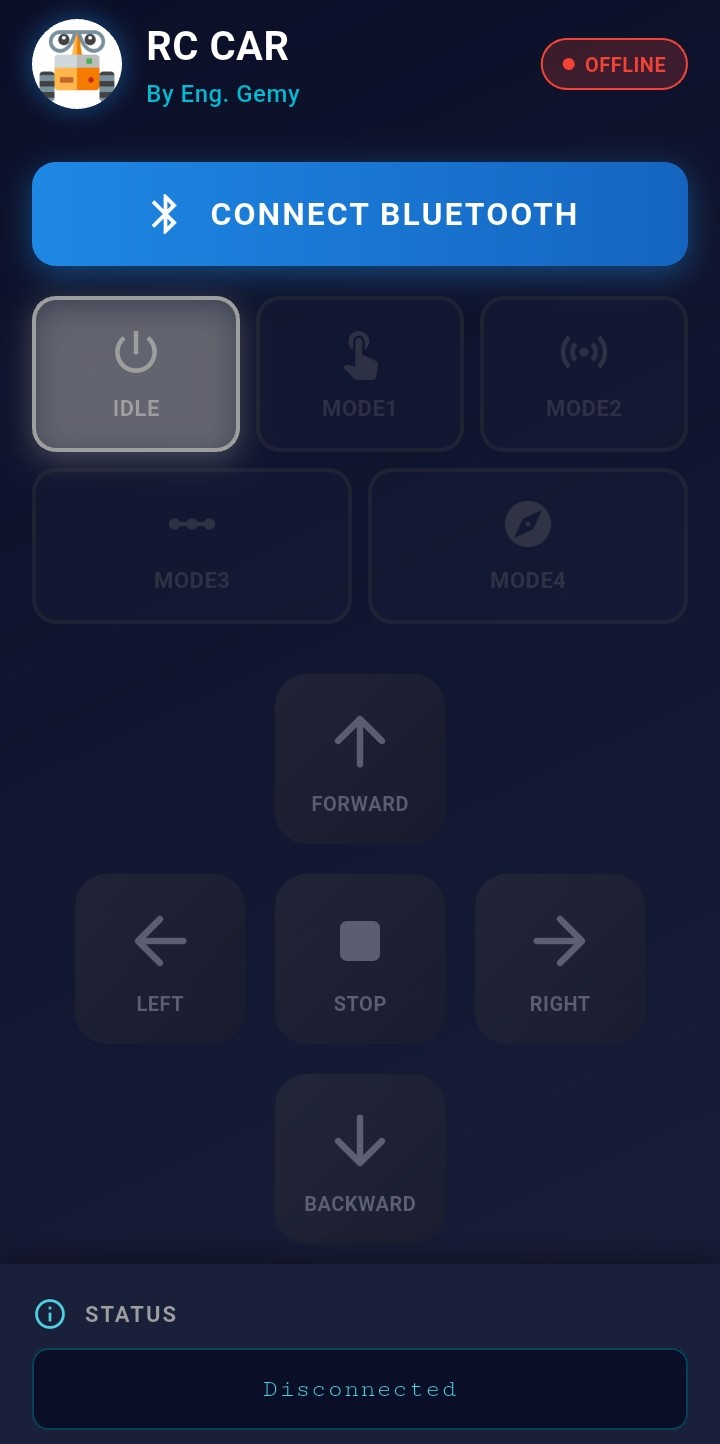 RC CAR
By Eng. Gemy
OFFLINE
CONNECT BLUETOOTH
IDLE
MODE1
MODE2
MODE3
MODE4
FORWARD
LEFT
STOP
RIGHT
BACKWARD
STATUS
Disconnected